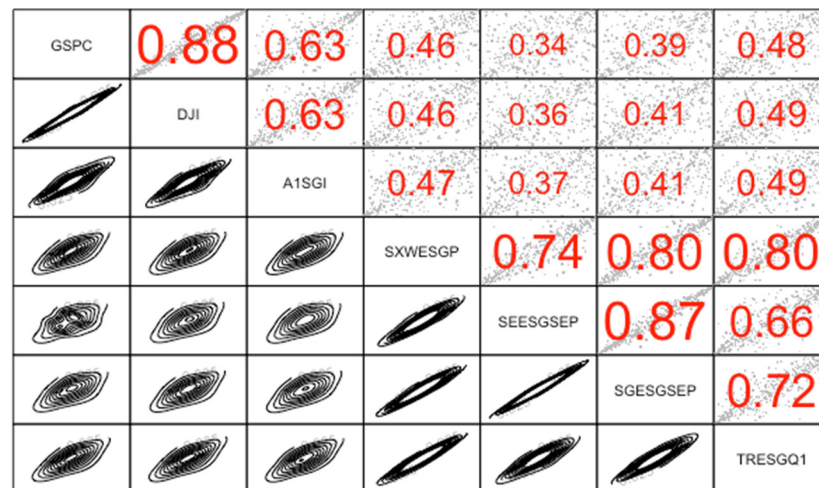 GSPC 0.88 0.63 0.46 0.34 0.39 0.48
DJI 0.63 0.46 0.36 0.41 0.49
A1SGI 0.47 0.37 0.41 0.49
SXWESGP 0.74 0.80 0.80
SEESGSEP 0.87 0.66
SGESGSEP 0.72
TRESGQ1